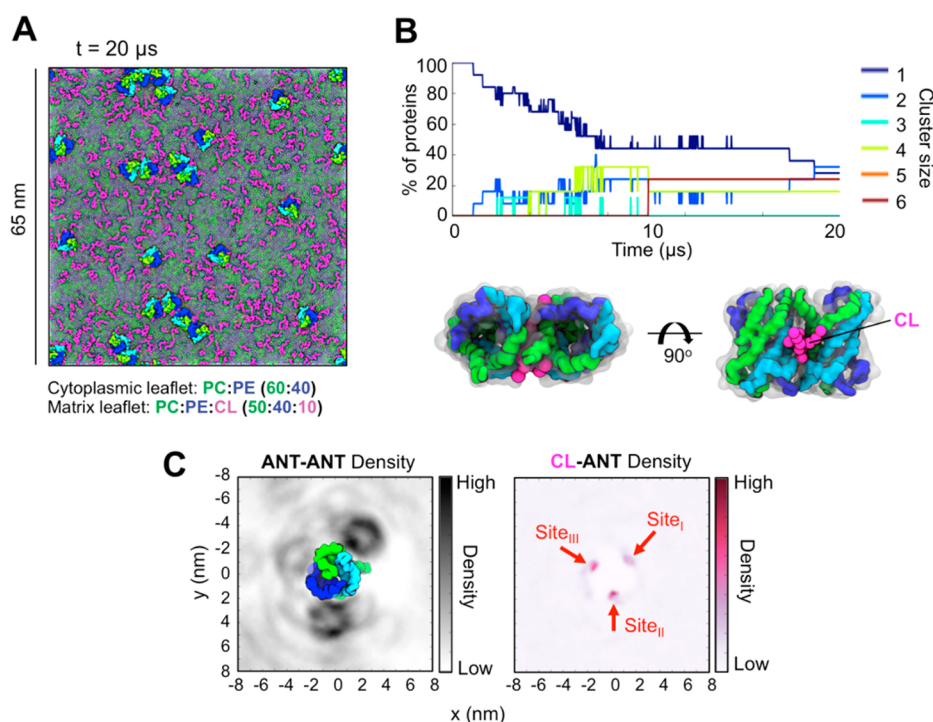 A
t = 20 μs
65 nm
Cytoplasmic leaflet: PC:PE (60:40)
Matrix leaflet: PC:PE:CL (50:40:10)
B
% of proteins
100
80
60
40
20
0
0
10
20
Time (μs)
1
2
3
4
5
6
Cluster size
90º
CL
C
ANT-ANT Density
-8
-6
-4
-2
0
2
4
6
8
y (nm)
-8 -6 -4 -2 0 2 4 6 8
High
Density
Low
CL-ANT Density
SiteIII
SiteI
SiteII
-8 -6 -4 -2 0 2 4 6 8
High
Density
Low
x (nm)